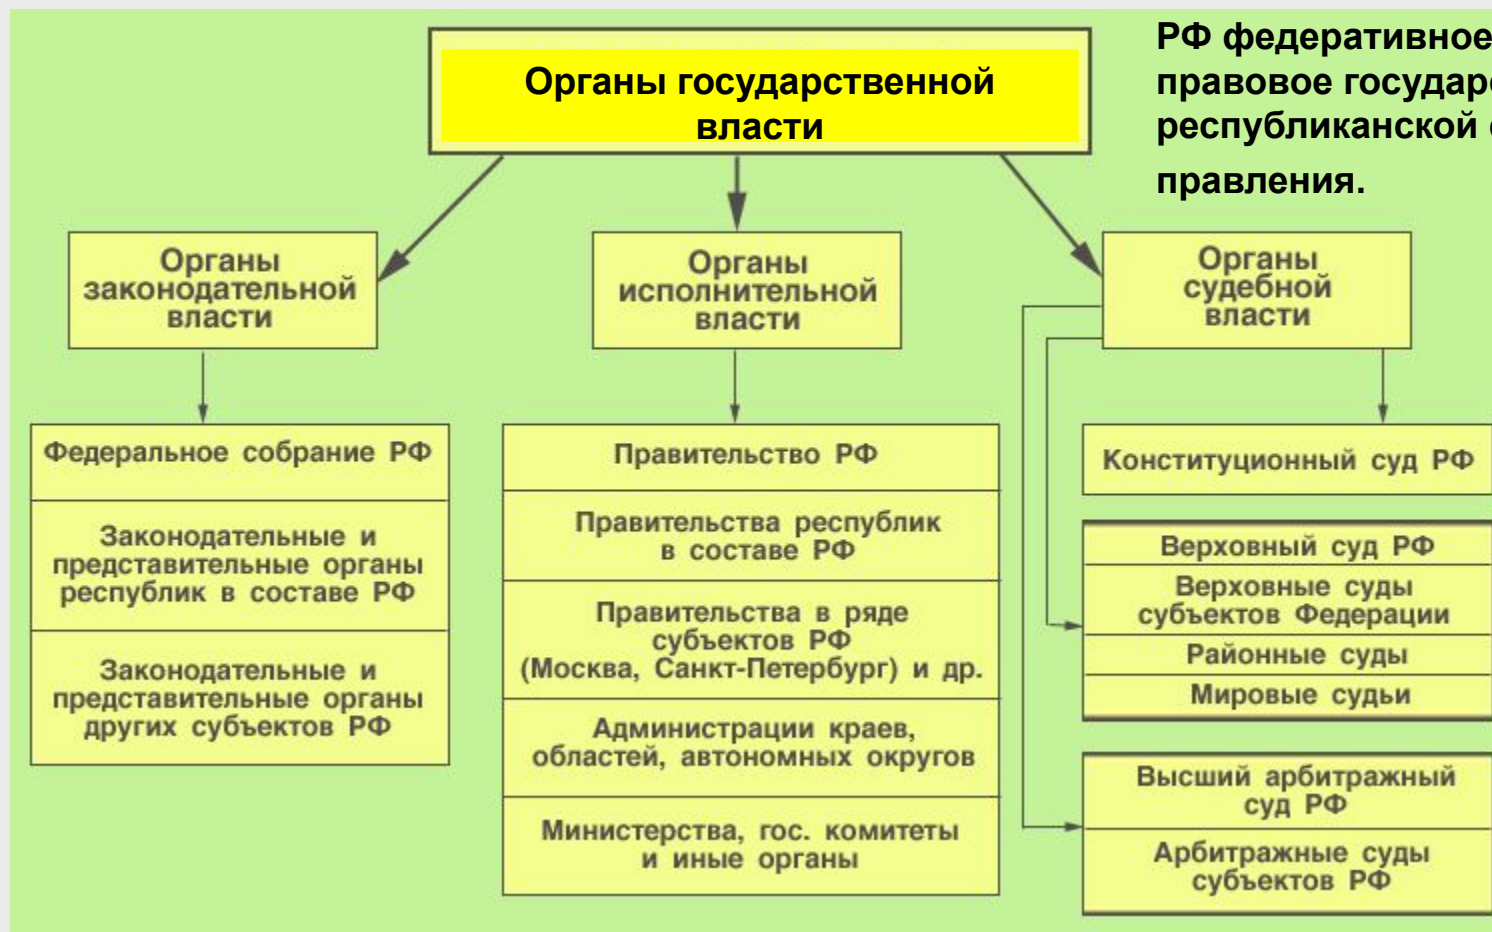 Органы государственной
власти
РФ федеративное
правовое
республиканской
правления.
Органы
законодательной
власти
Федеральное собрание РФ
Законодательные и
представительные органы
республик в составе РФ
Законодательные и
представительные органы
других субъектов РФ
Органы
исполнительной
власти
Правительство РФ
Правительства республик
в составе РФ
Правительства в ряде
субъектов РФ
(Москва, Санкт-Петербург) и др.
Администрации краев,
областей, автономных округов
Министерства, гос. комитеты
и иные органы
Органы
судебной
власти
Конституционный суд РФ
Верховный суд РФ
Верховные суды
субъектов Федерации
Районные суды
Мировые судьи
Высший арбитражный
суд РФ
Арбитражные суды
субъектов РФ